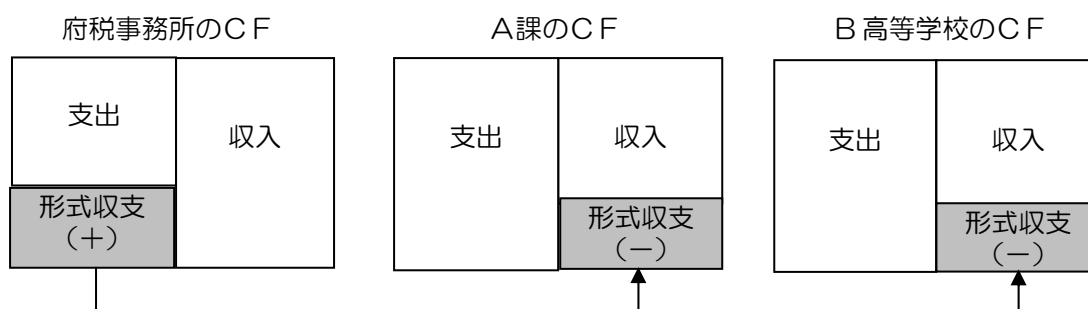 府税事務所のCF
支出
収入
形式収支
（＋）
A課のCF
支出
収入
形式収支
（－）
B高等学校のCF
支出
収入
形式収支
（－）